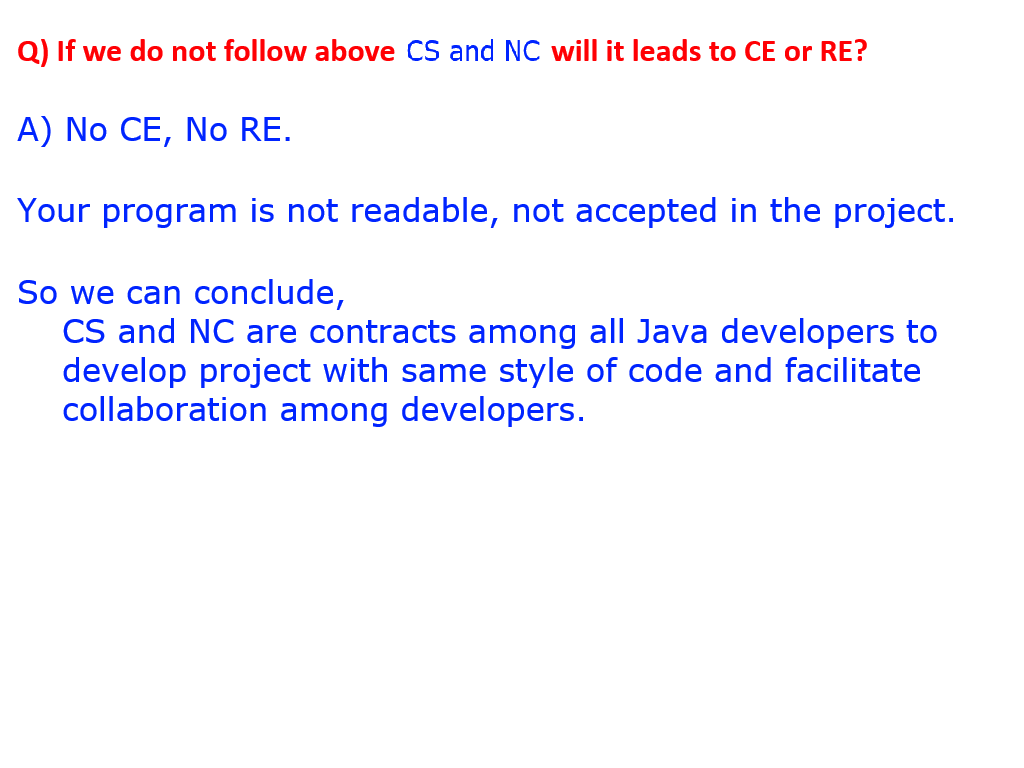 Q) If we do not follow above CS and NC will it leads to CE or RE?
A) No CE, No RE.
Your program is not readable, not accepted in the project.
So we can conclude,
CS and NC are contracts among all Java developers to
develop project with same style of code and facilitate
collaboration among developers.